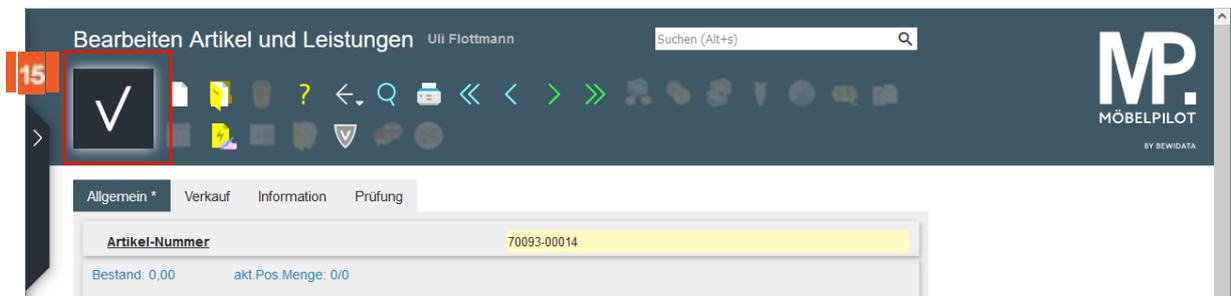 Bearbeiten Artikel und Leistungen Uli Flottmann
Suchen (Alt+s)
15
MP.
MÖBELPILOT
BY BEWIDATA
Allgemein * Verkauf Information Prüfung
Artikel-Nummer 70093-00014
Bestand: 0,00 akt.Pos.Menge: 0/0